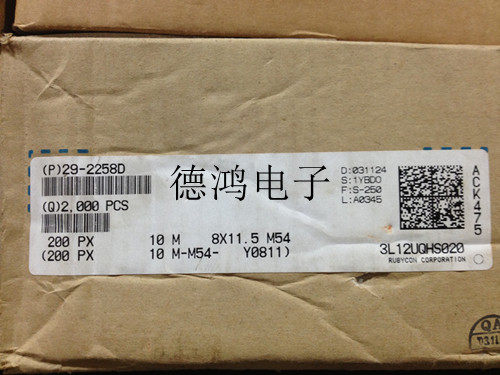 (P)29-2258D
(Q)2,000 PCS
200 PX 10 M 8X11.5 M54
(200 PX 10 M-M54- Y0811)
德鸿电子
D:031124
S:1YBDO
F:S-250
L:A0345
ACK475
3L12UQHS020
RUBYCON CORPORATION
QA